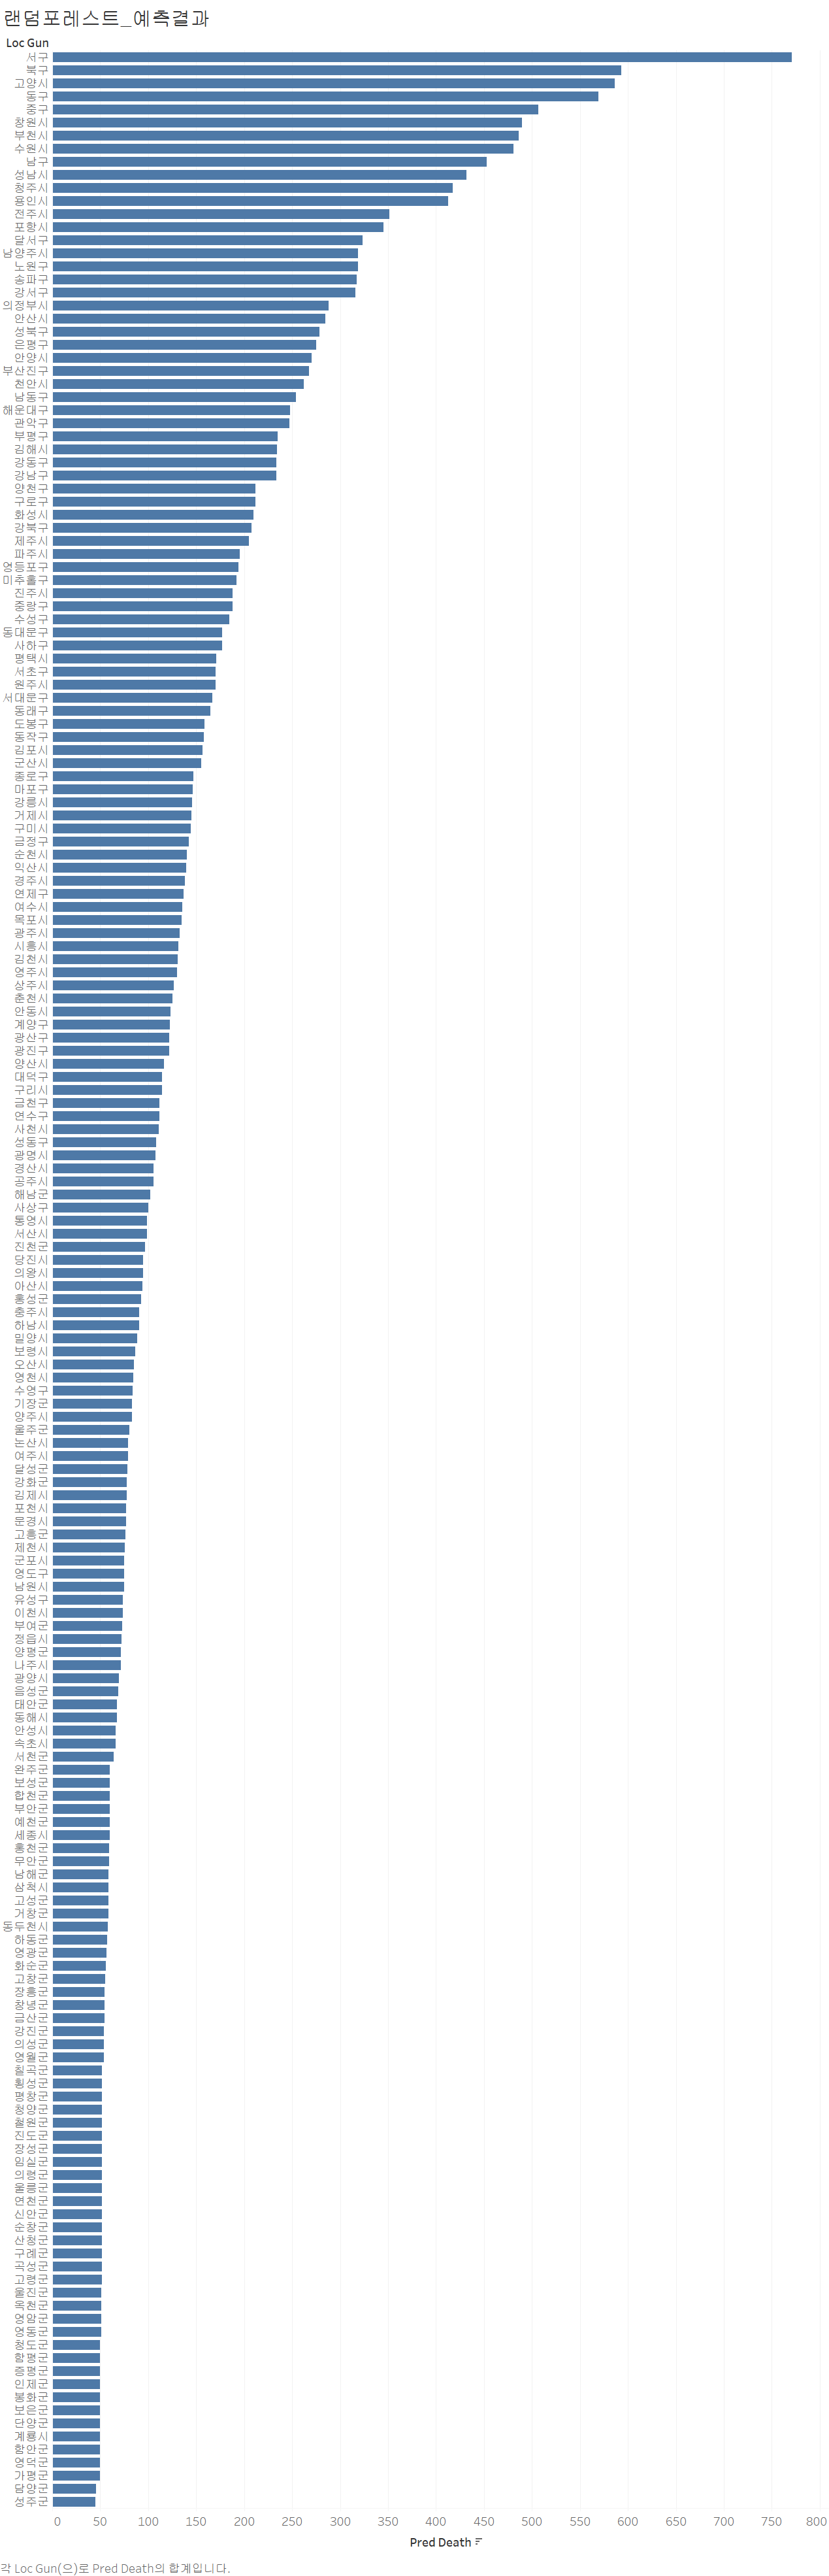 랜덤포레스트_예측결과
Loc Gun
서구
북구
고양시
동구
중구
창원시
부천시
수원시
남구
성남시
청주시
용인시
전주시
포항시
달서구
남양주시
노원구
송파구
강서구
의정부시
안산시
성북구
은평구
안양시
부산진구
천안시
남동구
해운대구
관악구
부평구
김해시
강동구
강남구
양천구
구로구
화성시
강북구
제주시
파주시
영등포구
미추홀구
진주시
중랑구
수성구
동대문구
사하구
평택시
서초구
원주시
서대문구
동래구
도봉구
동작구
김포시
군산시
종로구
마포구
강릉시
거제시
구미시
금정구
순천시
익산시
경주시
연제구
여수시
목포시
광주시
시흥시
김천시
영주시
상주시
춘천시
안동시
계양구
광산구
광진구
양산시
대덕구
구리시
금천구
연수구
사천시
성동구
광명시
경산시
공주시
해남군
사상구
통영시
서산시
진천군
당진시
의왕시
아산시
홍성군
충주시
하남시
밀양시
보령시
오산시
영천시
수영구
기장군
양주시
울주군
논산시
여주시
달성군
강화군
김제시
포천시
문경시
고흥군
제천시
군포시
영도구
남원시
유성구
이천시
부여군
정읍시
양평군
나주시
광양시
음성군
태안군
동해시
안성시
속초시
서천군
완주군
보성군
합천군
부안군
예천군
세종시
홍천군
무안군
남해군
삼척시
고성군
거창군
동두천시
하동군
영광군
화순군
고창군
장흥군
창녕군
금산군
강진군
의성군
영월군
칠곡군
횡성군
평창군
청양군
철원군
진도군
장성군
임실군
의령군
울릉군
연천군
신안군
순창군
산청군
구례군
곡성군
고령군
울진군
옥천군
영암군
영동군
청도군
함평군
증평군
인제군
봉화군
보은군
단양군
계룡시
함안군
영덕군
가평군
담양군
성주군
0 50 100 150 200 250 300 350 400 450 500 550 600 650 700 750 800
Pred Death
각 Loc Gun(으)로 Pred Death의 합계입니다.